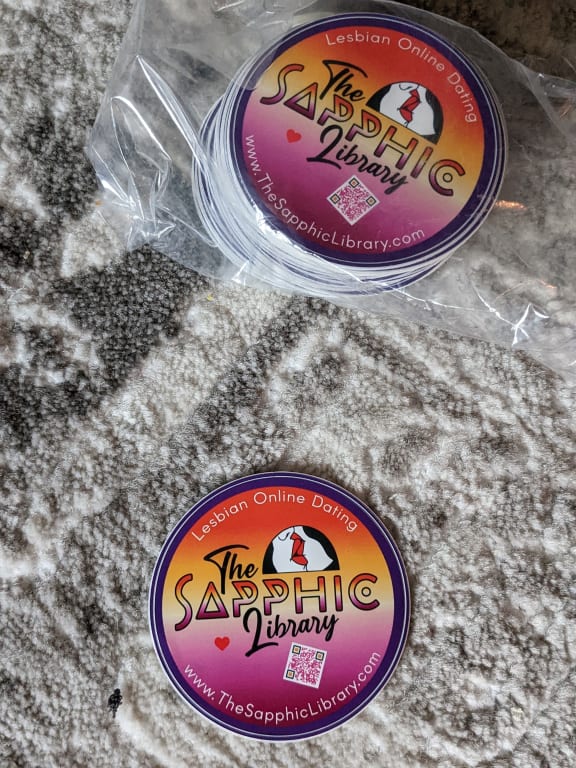 Lesbian Online Dating
The
SAPPHIC
Library
www.TheSapphicLibrary.com
Lesbian Online Dating
The
SAPPHIC
Library
www.TheSapphicLibrary.com